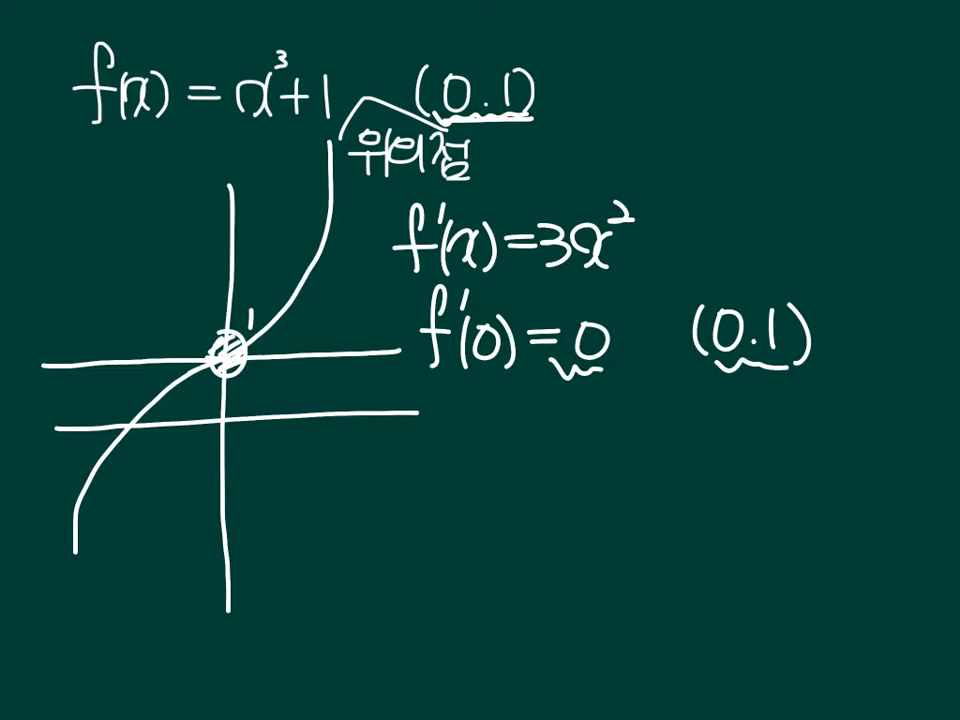 f(x) = x³+1 (0.1)
위의점
f'(x) = 3x²
1
f'(0) = 0 (0.1)